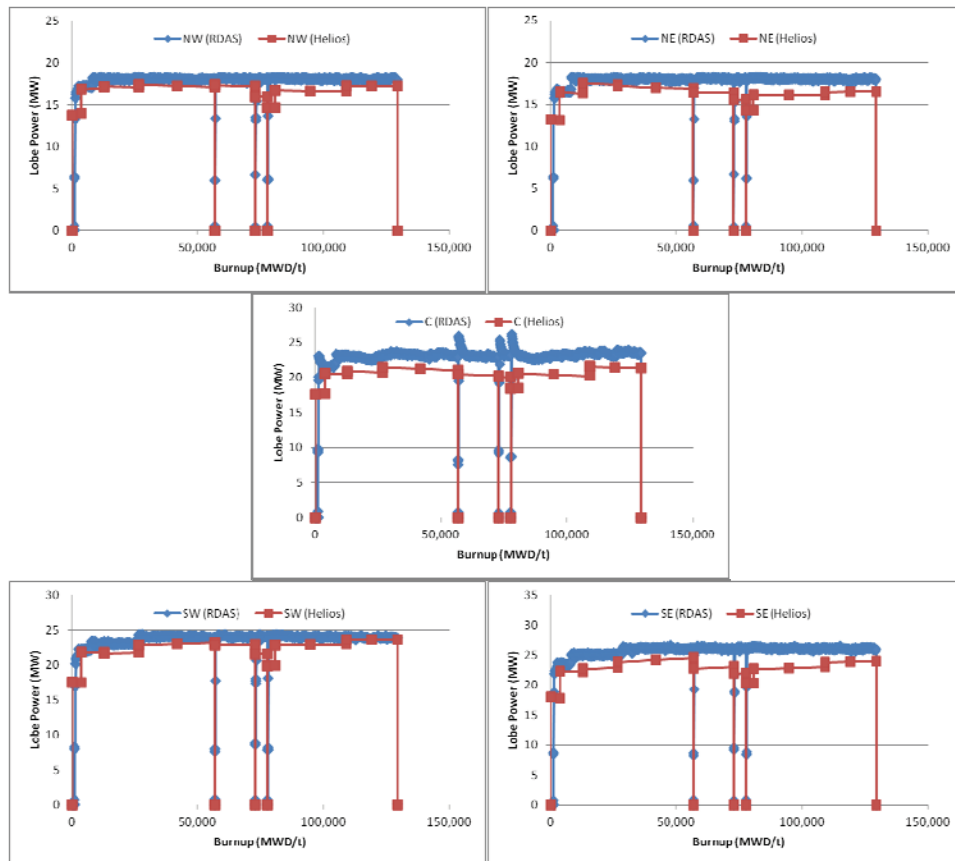 25
NW (RDAS) NW (Helios)
20
15
10
5
0
Lobe Power (MW)
0 50,000 100,000 150,000
Burnup (MWD/t)
25
NE (RDAS) NE (Helios)
20
15
10
5
0
Lobe Power (MW)
0 50,000 100,000 150,000
Burnup (MWD/t)
30
C (RDAS) C (Helios)
25
20
15
10
5
0
Lobe Power (MW)
0 50,000 100,000 150,000
Burnup (MWD/t)
30
SW (RDAS) SW (Helios)
25
20
15
10
5
0
Lobe Power (MW)
0 50,000 100,000 150,000
Burnup (MWD/t)
35
SE (RDAS) SE (Helios)
30
25
20
15
10
5
0
Lobe Power (MW)
0 50,000 100,000 150,000
Burnup (MWD/t)